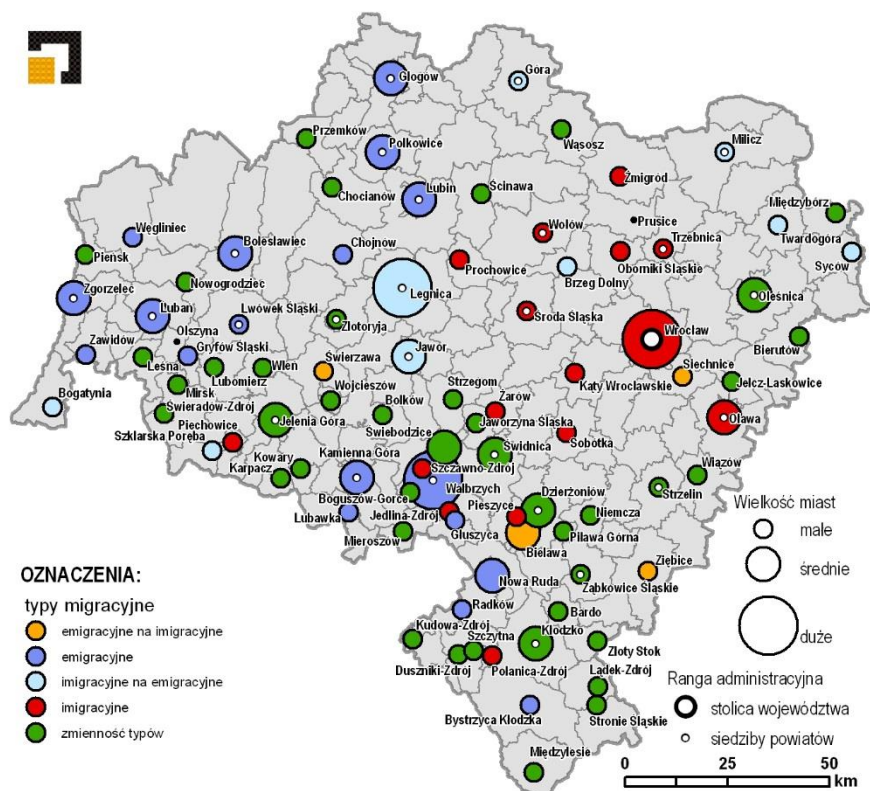 Głogów
Góra
Przemków
Polkowice
Wąsosz
Milicz
Żmigród
Chocianów
Lubin
Ścinawa
Międzybórz
Prusice
Węgliniec
Wołów
Trzebnica
Twardogóra
Bolesławiec
Chojnów
Pieńsk
Prochowice
Oborniki Śląskie
Syców
Brzeg Dolny
Nowogrodziec
Legnica
Zgorzelec
Oleśnica
Lubań
Lwówek Śląski
Środa Śląska
Złotoryja
Wrocław
Olszyna
Zawidów
Gryfów Śląski
Jawor
Bierutów
Leśna
Wleń
Świerzawa
Siechnice
Lubomierz
Kąty Wrocławskie
Jelcz-Laskowice
Mirsk
Wojcieszów
Strzegom
Żarów
Bogatynia
Świeradów-Zdrój
Bolków
Jaworzyna Śląska
Oława
Piechowice
Jelenia Góra
Świebodzice
Sobótka
Szklarska Poręba
Świdnica
Kowary
Kamienna Góra
Szczawno-Zdrój
Karpacz
Wałbrzych
Wiązów
Boguszów-Gorce
Pieszyce
Dzierżoniów
Strzelin
Lubawka
Jedlina-Zdrój
Niemcza
Głuszyca
Piława Górna
Mieroszów
Bielawa
Ziębice
Nowa Ruda
Ząbkowice Śląskie
Radków
Bardo
Kudowa-Zdrój
Szczytna
Kłodzko
Złoty Stok
Duszniki-Zdrój
Polanica-Zdrój
Lądek-Zdrój
Bystrzyca Kłodzka
Stronie Śląskie
Międzylesie
OZNACZENIA:
typy migracyjne
emigracyjne na imigracyjne
emigracyjne
imigracyjne na emigracyjne
imigracyjne
zmienność typów
Wielkość miast
małe
średnie
duże
Ranga administracyjna
stolica województwa
siedziby powiatów
0 25 50
km